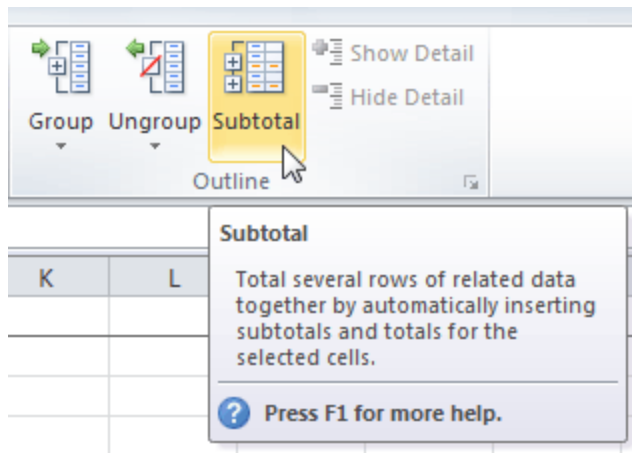 Show Detail
Hide Detail
Group Ungroup Subtotal
Outline
Subtotal
K L
Total several rows of related data
together by automatically inserting
subtotals and totals for the
selected cells.
Press F1 for more help.